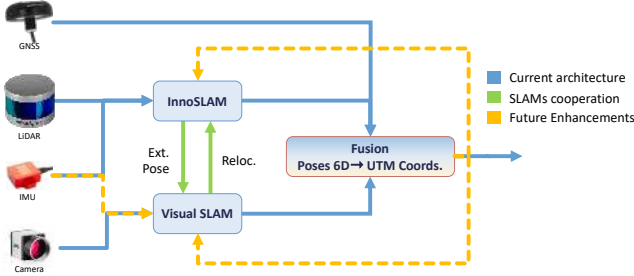 GNSS
LiDAR
IMU
Camera
InnoSLAM
Ext.
Pose
Reloc.
Visual SLAM
Fusion
Poses 6D→ UTM Coords.
Current architecture
SLAMs cooperation
Future Enhancements